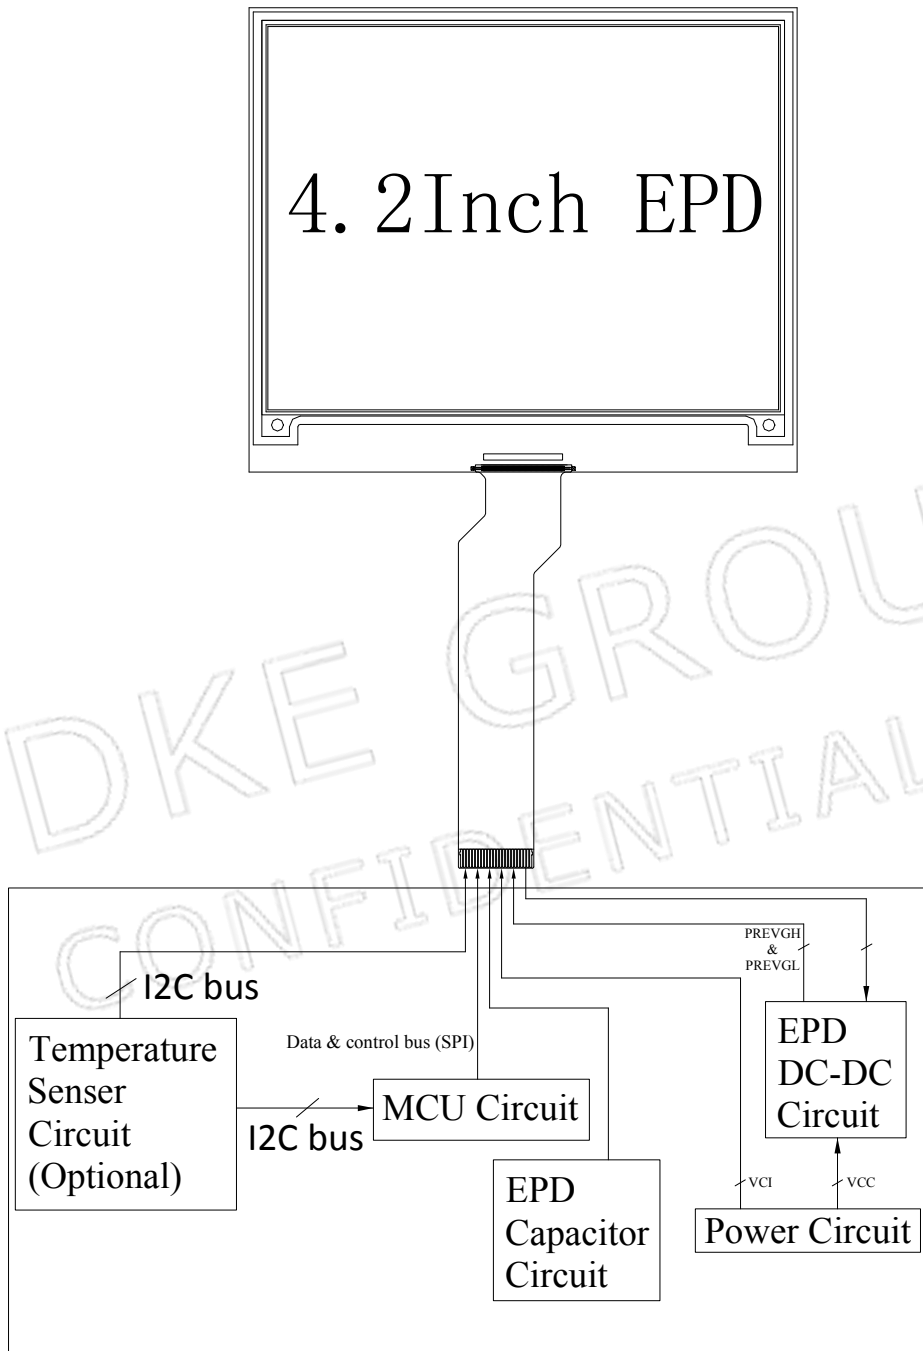 4.2Inch EPD
DKE GROU
CONFIDENTIAL
PREVGH
&
PREVGL
I2C bus
Data & control bus (SPI)
Temperature
Senser
Circuit
(Optional)
I2C bus
MCU Circuit
EPD
DC-DC
Circuit
EPD
Capacitor
Circuit
VCI
VCC
Power Circuit